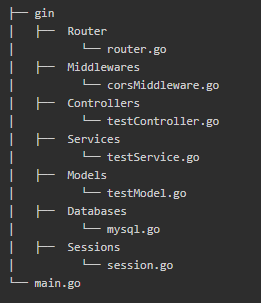 ├── gin
│   ├── Router
│       └── router.go
│   ├── Middlewares
│       └── corsMiddleware.go
│   ├── Controllers
│       └── testController.go
│   ├── Services
│       └── testService.go
│   ├── Models
│       └── testModel.go
│   ├── Databases
│       └── mysql.go
│   ├── Sessions
│       └── session.go
└── main.go